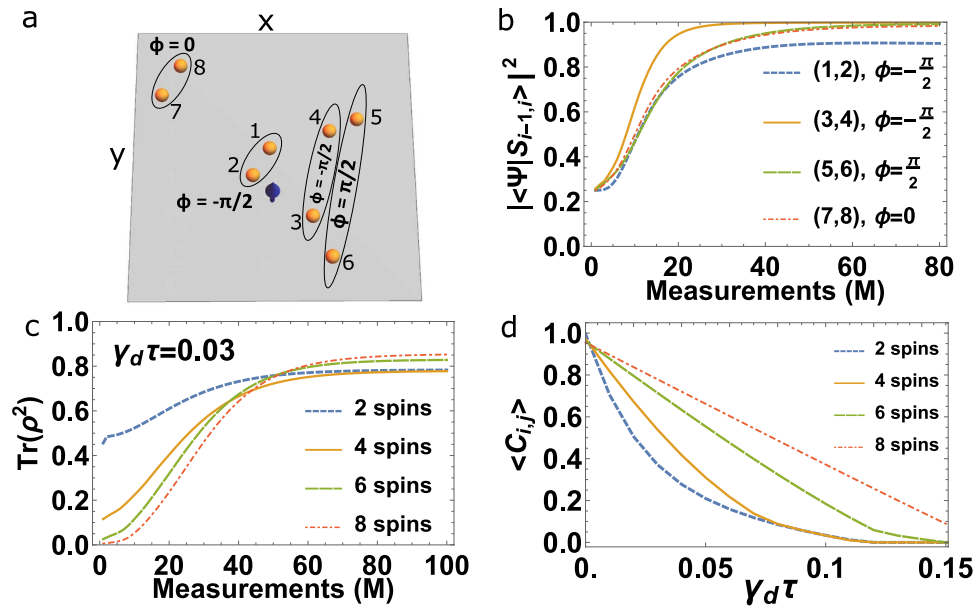 a
x
ϕ = 0
8
7
1
2
4
5
y
ϕ = -π/2
ϕ = π/2
ϕ = -π/2
3
6
b
|<Ψ|S_{i-1,i}>|²
1.0
0.8
0.6
0.4
0.2
0.0
0 20 40 60 80
Measurements (M)
(1,2), ϕ=-π/2
(3,4), ϕ=-π/2
(5,6), ϕ=π/2
(7,8), ϕ=0
c
Tr(ρ²)
1.0
0.8
0.6
0.4
0.2
0.0
0 20 40 60 80 100
Measurements (M)
γ_d τ=0.03
2 spins
4 spins
6 spins
8 spins
d
<C_{i,j}>
1.0
0.8
0.6
0.4
0.2
0.0
0. 0.05 0.1 0.15
γ_d τ
2 spins
4 spins
6 spins
8 spins